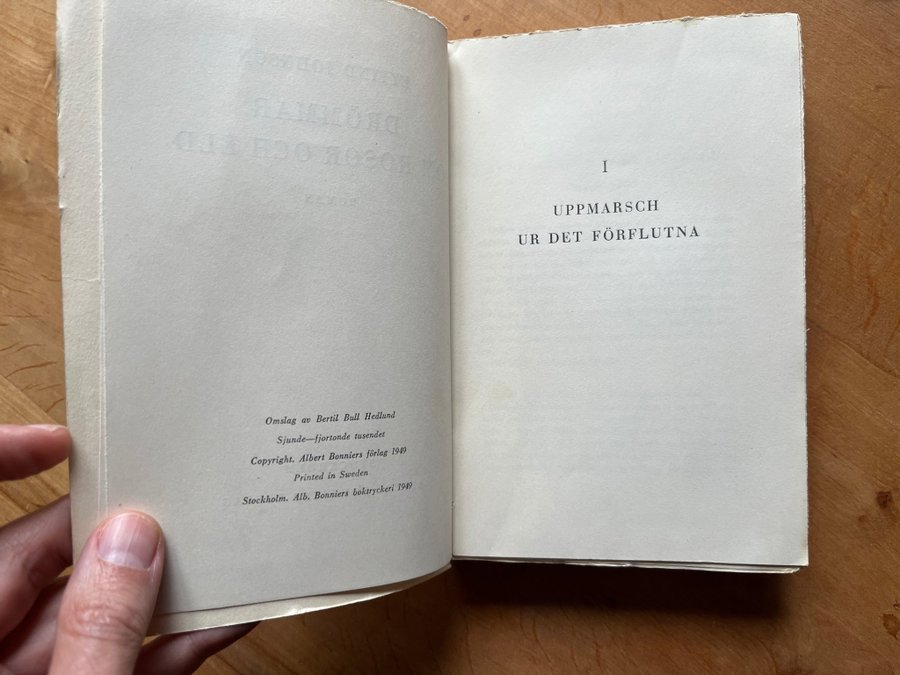 Omslag av Bertil Bull Hedlund
Sjunde—fjortonde tusendet
Copyright. Albert Bonniers förlag 1949
Printed in Sweden
Stockholm. Alb. Bonniers boktryckeri 1949
I
UPPMARSCH
UR DET FÖRFLUTNA